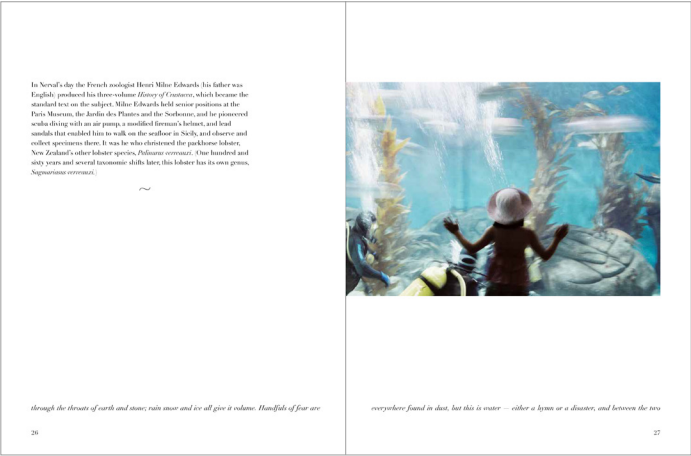 In Nerval's day the French zoologist Henri Milne Edwards (his father was
English) produced his three-volume History of Crustacea, which became the
standard text on the subject. Milne Edwards held senior positions at the
Paris Museum, the Jardin des Plantes and the Sorbonne, and he pioneered
scuba diving with an air pump, a modified fireman's helmet, and lead
sandals that enabled him to walk on the seafloor in Sicily, and observe and
collect specimens there. It was he who christened the packhorse lobster,
New Zealand's other lobster species, Palinurus verreauxi. (One hundred and
sixty years and several taxonomic shifts later, this lobster has its own genus,
Sagmariasus verreauxi.)
~
through the throats of earth and stone; rain snow and ice all give it volume. Handfuls of fear are
26
everywhere found in dust, but this is water — either a hymn or a disaster, and between the two
27